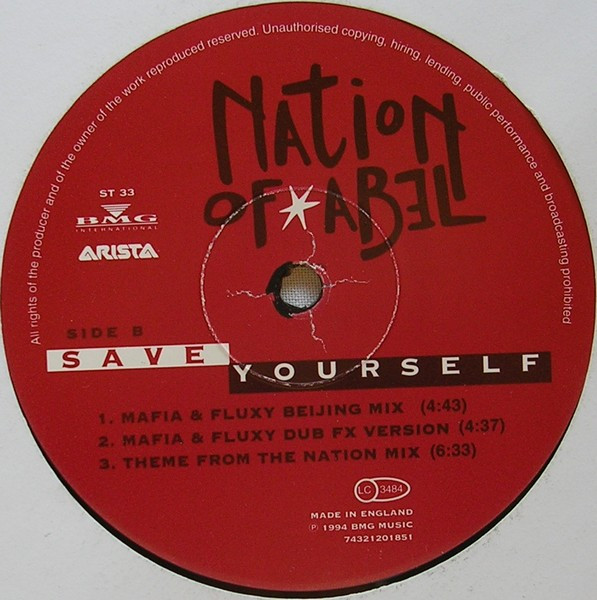 All rights of the producer and of the owner of the work reproduced reserved. Unauthorised copying, hiring, lending, public performance and broadcasting prohibited
NATION
OF ABEL
ST 33
BMG
INTERNATIONAL
ARISTA
SIDE B
SAVE
YOURSELF
1. MAFIA & FLUXY BEIJING MIX (4:43)
2. MAFIA & FLUXY DUB FX VERSION (4:37)
3. THEME FROM THE NATION MIX (6:33)
LC 3484
MADE IN ENGLAND
℗ 1994 BMG MUSIC
74321201851